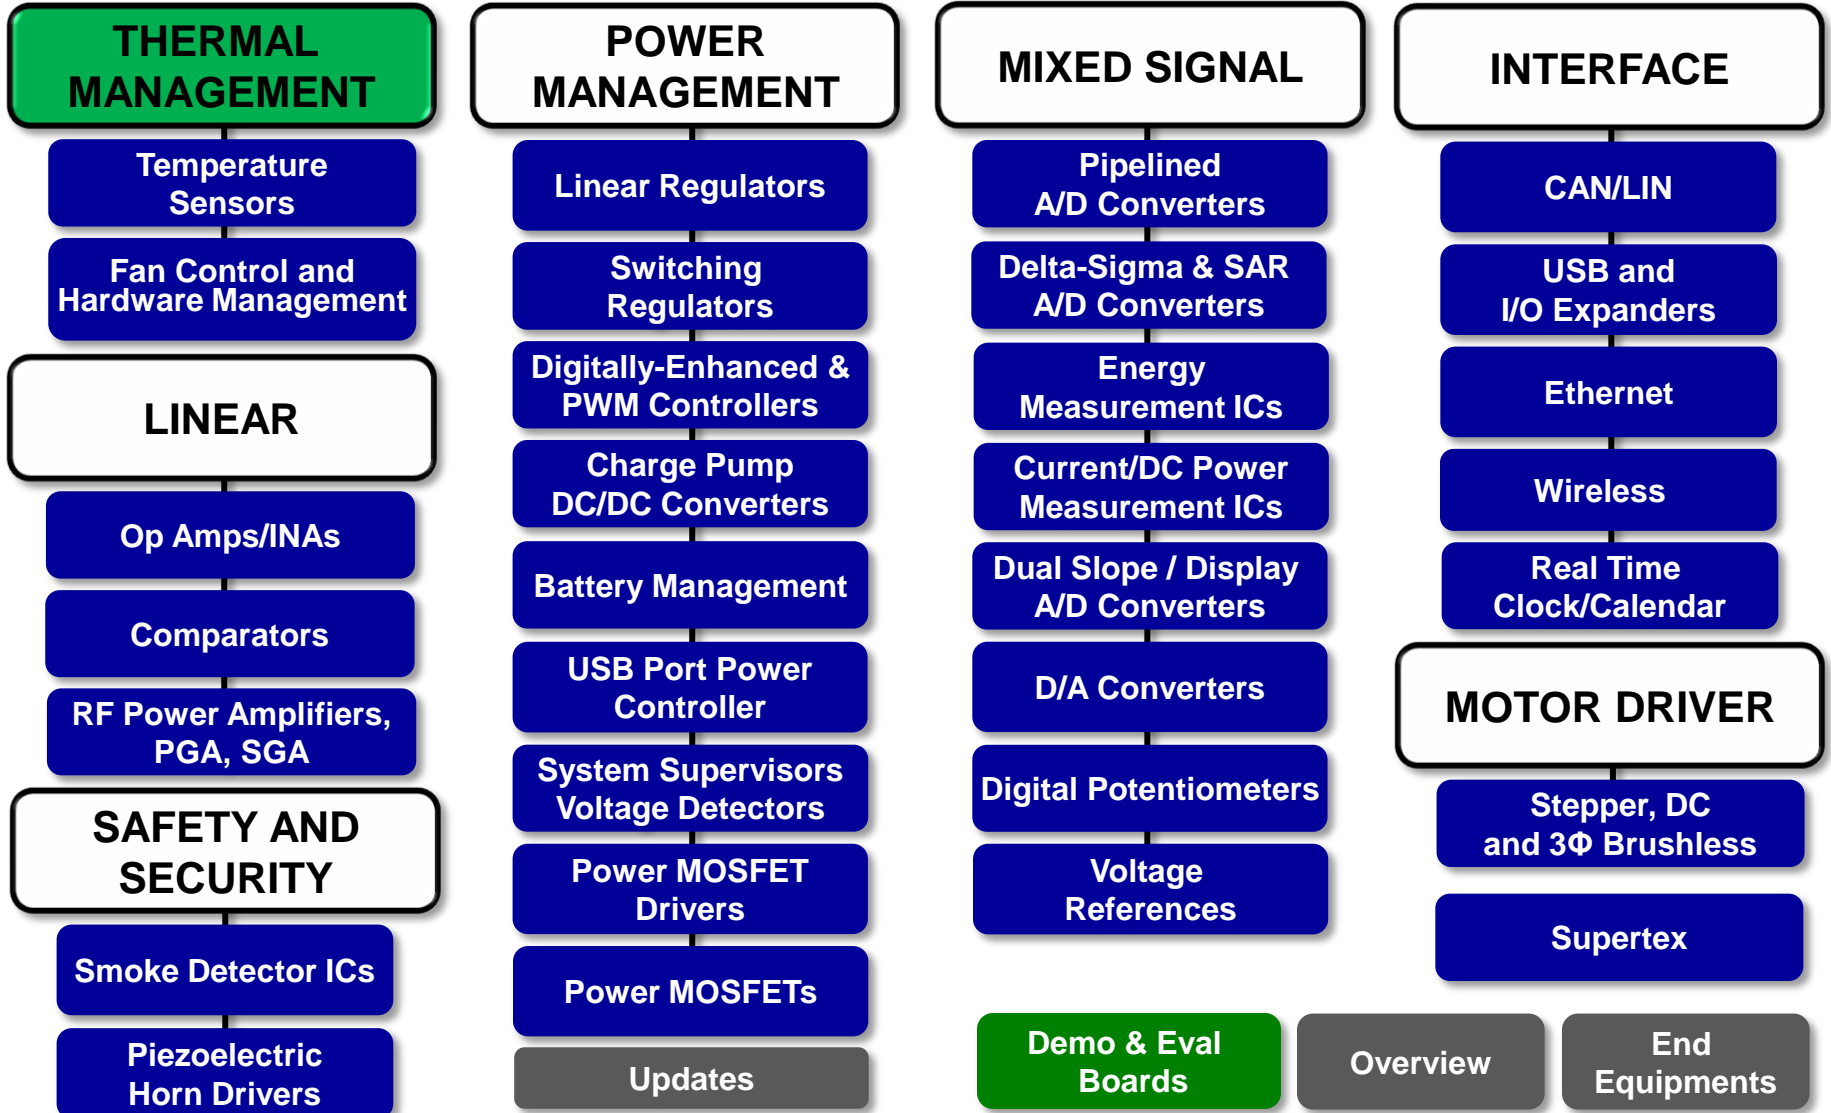 THERMAL
MANAGEMENT
Temperature
Sensors
Fan Control and
Hardware Management
LINEAR
Op Amps/INAs
Comparators
RF Power Amplifiers,
PGA, SGA
SAFETY AND
SECURITY
Smoke Detector ICs
Piezoelectric
Horn Drivers
POWER
MANAGEMENT
Linear Regulators
Switching
Regulators
Digitally-Enhanced &
PWM Controllers
Charge Pump
DC/DC Converters
Battery Management
USB Port Power
Controller
System Supervisors
Voltage Detectors
Power MOSFET
Drivers
Power MOSFETs
Updates
MIXED SIGNAL
Pipelined
A/D Converters
Delta-Sigma & SAR
A/D Converters
Energy
Measurement ICs
Current/DC Power
Measurement ICs
Dual Slope / Display
A/D Converters
D/A Converters
Digital Potentiometers
Voltage
References
INTERFACE
CAN/LIN
USB and
I/O Expanders
Ethernet
Wireless
Real Time
Clock/Calendar
MOTOR DRIVER
Stepper, DC
and 3Φ Brushless
Supertex
Demo & Eval
Boards
Overview
End
Equipments